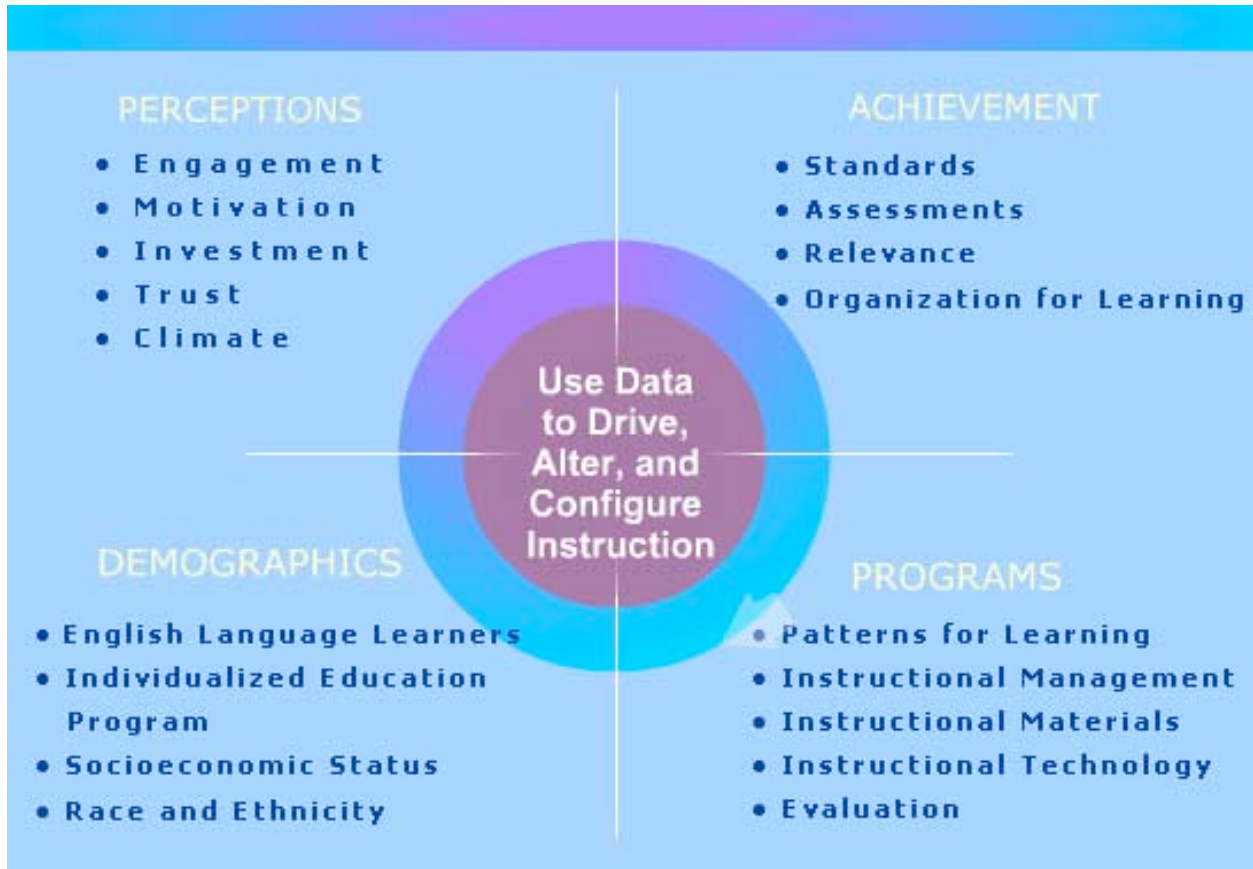 PERCEPTIONS
• Engagement
• Motivation
• Investment
• Trust
• Climate
ACHIEVEMENT
• Standards
• Assessments
• Relevance
• Organization for Learning
Use Data
to Drive,
Alter, and
Configure
Instruction
DEMOGRAPHICS
• English Language Learners
• Individualized Education
Program
• Socioeconomic Status
• Race and Ethnicity
PROGRAMS
• Patterns for Learning
• Instructional Management
• Instructional Materials
• Instructional Technology
• Evaluation